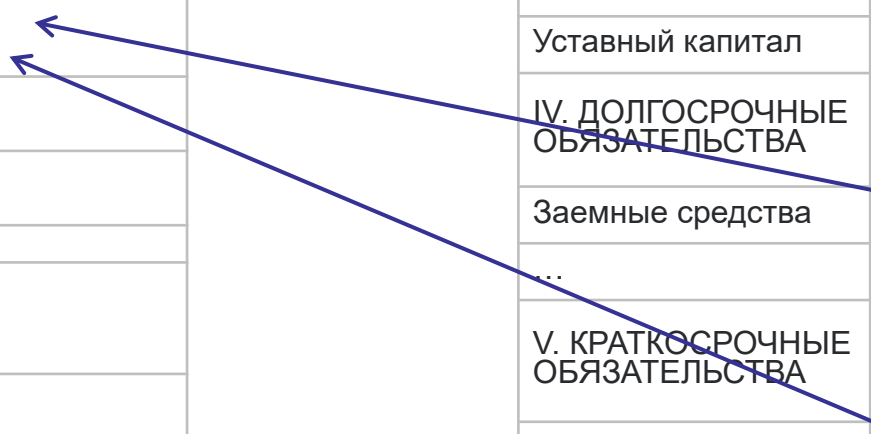 Уставный капитал
IV. ДОЛГОСРОЧНЫЕ
ОБЯЗАТЕЛЬСТВА
Заемные средства
…
V. КРАТКОСРОЧНЫЕ
ОБЯЗАТЕЛЬСТВА